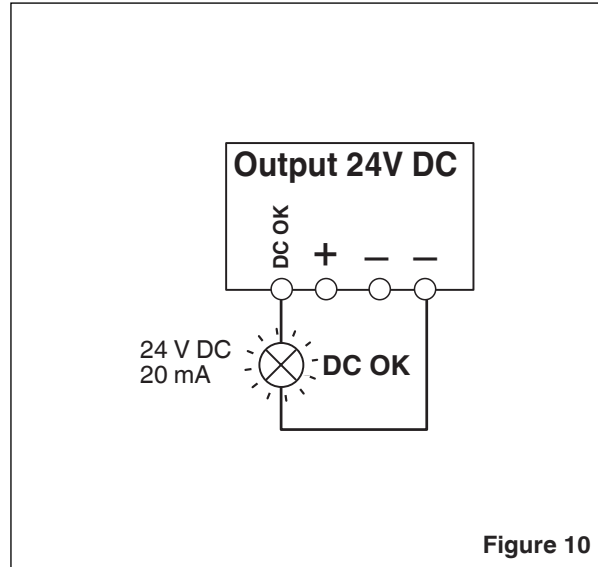 Output 24V DC
DC OK
+ – – 
24 V DC
20 mA
DC OK
Figure 10